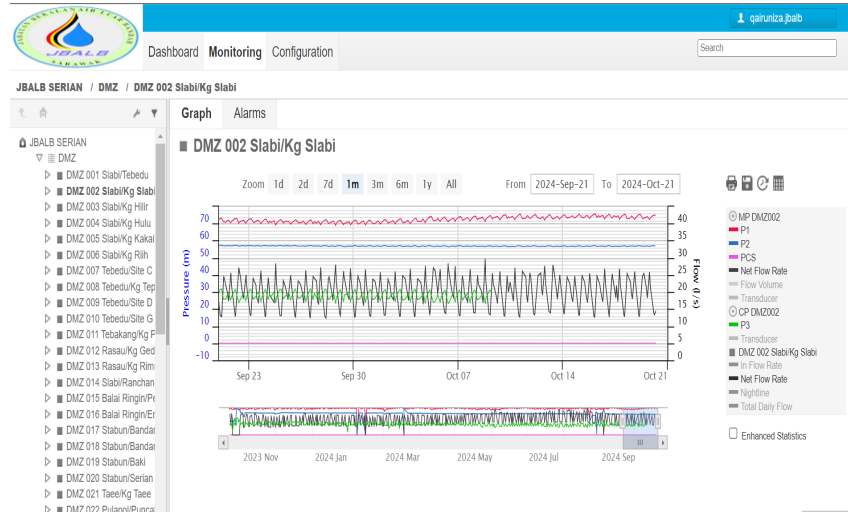 JABATAN BEKALAN AIR LUAR BANDAR
JBALB
SARAWAK
qairuniza.jbalb
Dashboard Monitoring Configuration
Search
JBALB SERIAN / DMZ / DMZ 002 Slabi/Kg Slabi
Graph Alarms
JBALB SERIAN
DMZ
DMZ 001 Slabi/Tebedu
DMZ 002 Slabi/Kg Slabi
DMZ 003 Slabi/Kg Hilir
DMZ 004 Slabi/Kg Hulu
DMZ 005 Slabi/Kg Kakai
DMZ 006 Slabi/Kg Riih
DMZ 007 Tebedu/Site C
DMZ 008 Tebedu/Kg Tep
DMZ 009 Tebedu/Site D
DMZ 010 Tebedu/Site G
DMZ 011 Tebakang/Kg P
DMZ 012 Rasau/Kg Ged
DMZ 013 Rasau/Kg Rim
DMZ 014 Slabi/Ranchan
DMZ 015 Balai Ringin/Pe
DMZ 016 Balai Ringin/Er
DMZ 017 Stabun/Bandar
DMZ 018 Stabun/Bandar
DMZ 019 Stabun/Baki
DMZ 020 Stabun/Serian
DMZ 021 Taee/Kg Taee
DMZ 022
DMZ 002 Slabi/Kg Slabi
Zoom 1d 2d 7d 1m 3m 6m 1y All From 2024-Sep-21 To 2024-Oct-21
Pressure (m)
70
60
50
40
30
20
10
0
-10
Flow (l/s)
40
35
30
25
20
15
10
5
0
Sep 23 Sep 30 Oct 07 Oct 14 Oct 21
2023 Nov 2024 Jan 2024 Mar 2024 May 2024 Jul 2024 Sep
MP DMZ002
P1
P2
PCS
Net Flow Rate
Flow Volume
Transducer
CP DMZ002
P3
Transducer
DMZ 002 Slabi/Kg Slabi
In Flow Rate
Net Flow Rate
Nightline
Total Daily Flow
Enhanced Statistics